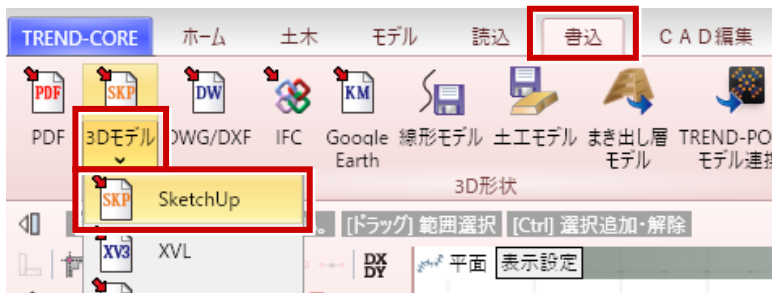 TREND-CORE ホーム 土木 モデル 読込 書込 CAD編集
PDF SKP DW KM
PDF 3Dモデル DWG/DXF IFC Google Earth 線形モデル 土工モデル まき出し層モデル TREND-PO モデル連携
3D形状
SKP SketchUp
。 [ドラッグ] 範囲選択 [Ctrl] 選択追加・解除
XV3 XVL
DX DY 平面 表示設定